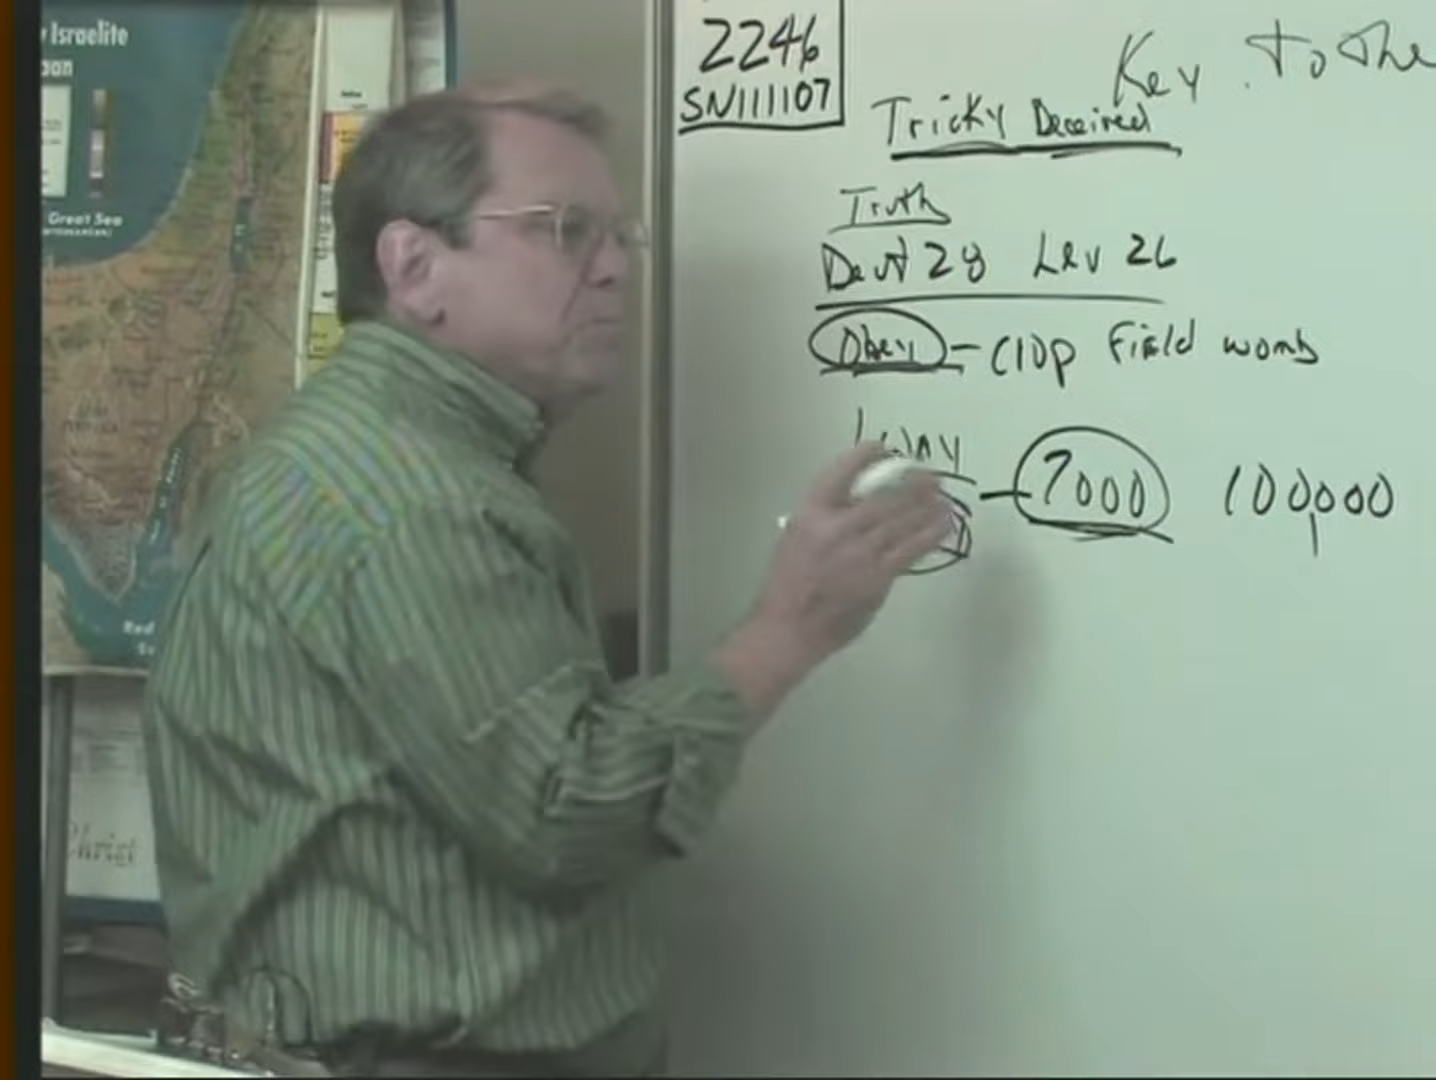 Israelite
Great Sea
Red
Christ
2246
SN111107
Key to the
Tricky Deceived
Truth
Deut 28 Lev 26
Obey - crop field womb
7000 100,000